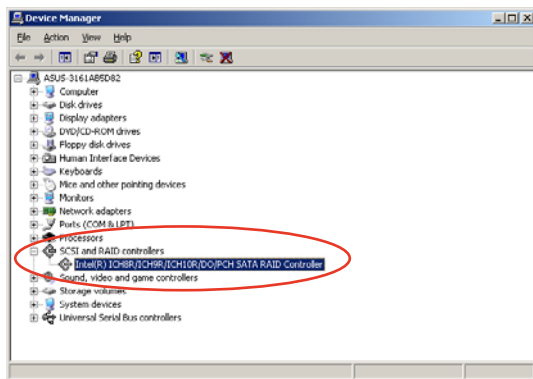 Device Manager
File Action View Help
ASUS-3161A85D82
Computer
Disk drives
Display adapters
DVD/CD-ROM drives
Floppy disk drives
Human Interface Devices
Keyboards
Mice and other pointing devices
Monitors
Network adapters
Ports (COM & LPT)
Processors
SCSI and RAID controllers
Intel(R) ICH8R/ICH9R/ICH10R/DO/PCH SATA RAID Controller
Sound, video and game controllers
Storage volumes
System devices
Universal Serial Bus controllers